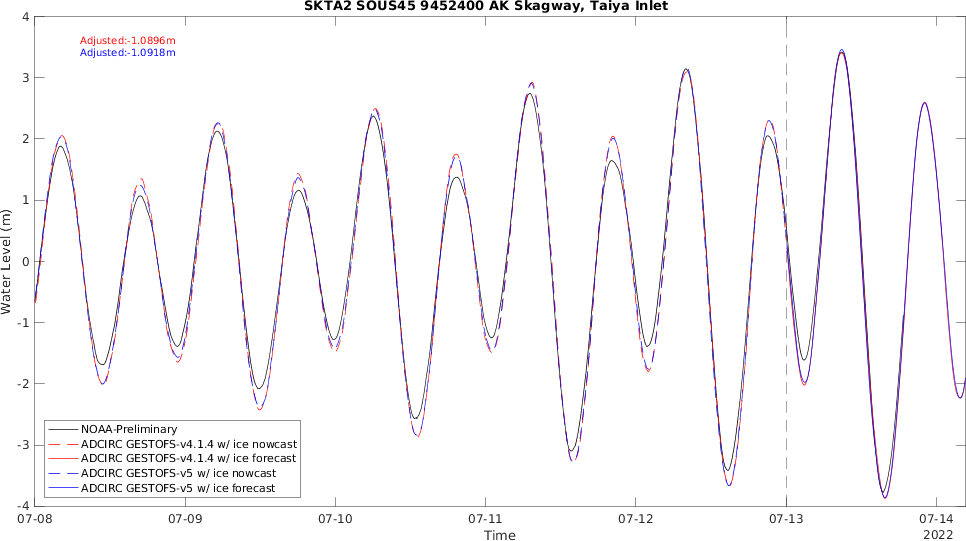 SKTA2 SOUS45 9452400 AK Skagway, Taiya Inlet
Adjusted:-1.0896m
Adjusted:-1.0918m
4
3
2
1
0
-1
-2
-3
-4
Water Level (m)
NOAA-Preliminary
ADCIRC GESTOFS-v4.1.4 w/ ice nowcast
ADCIRC GESTOFS-v4.1.4 w/ ice forecast
ADCIRC GESTOFS-v5 w/ ice nowcast
ADCIRC GESTOFS-v5 w/ ice forecast
07-08 07-09 07-10 07-11 07-12 07-13 07-14
Time
2022